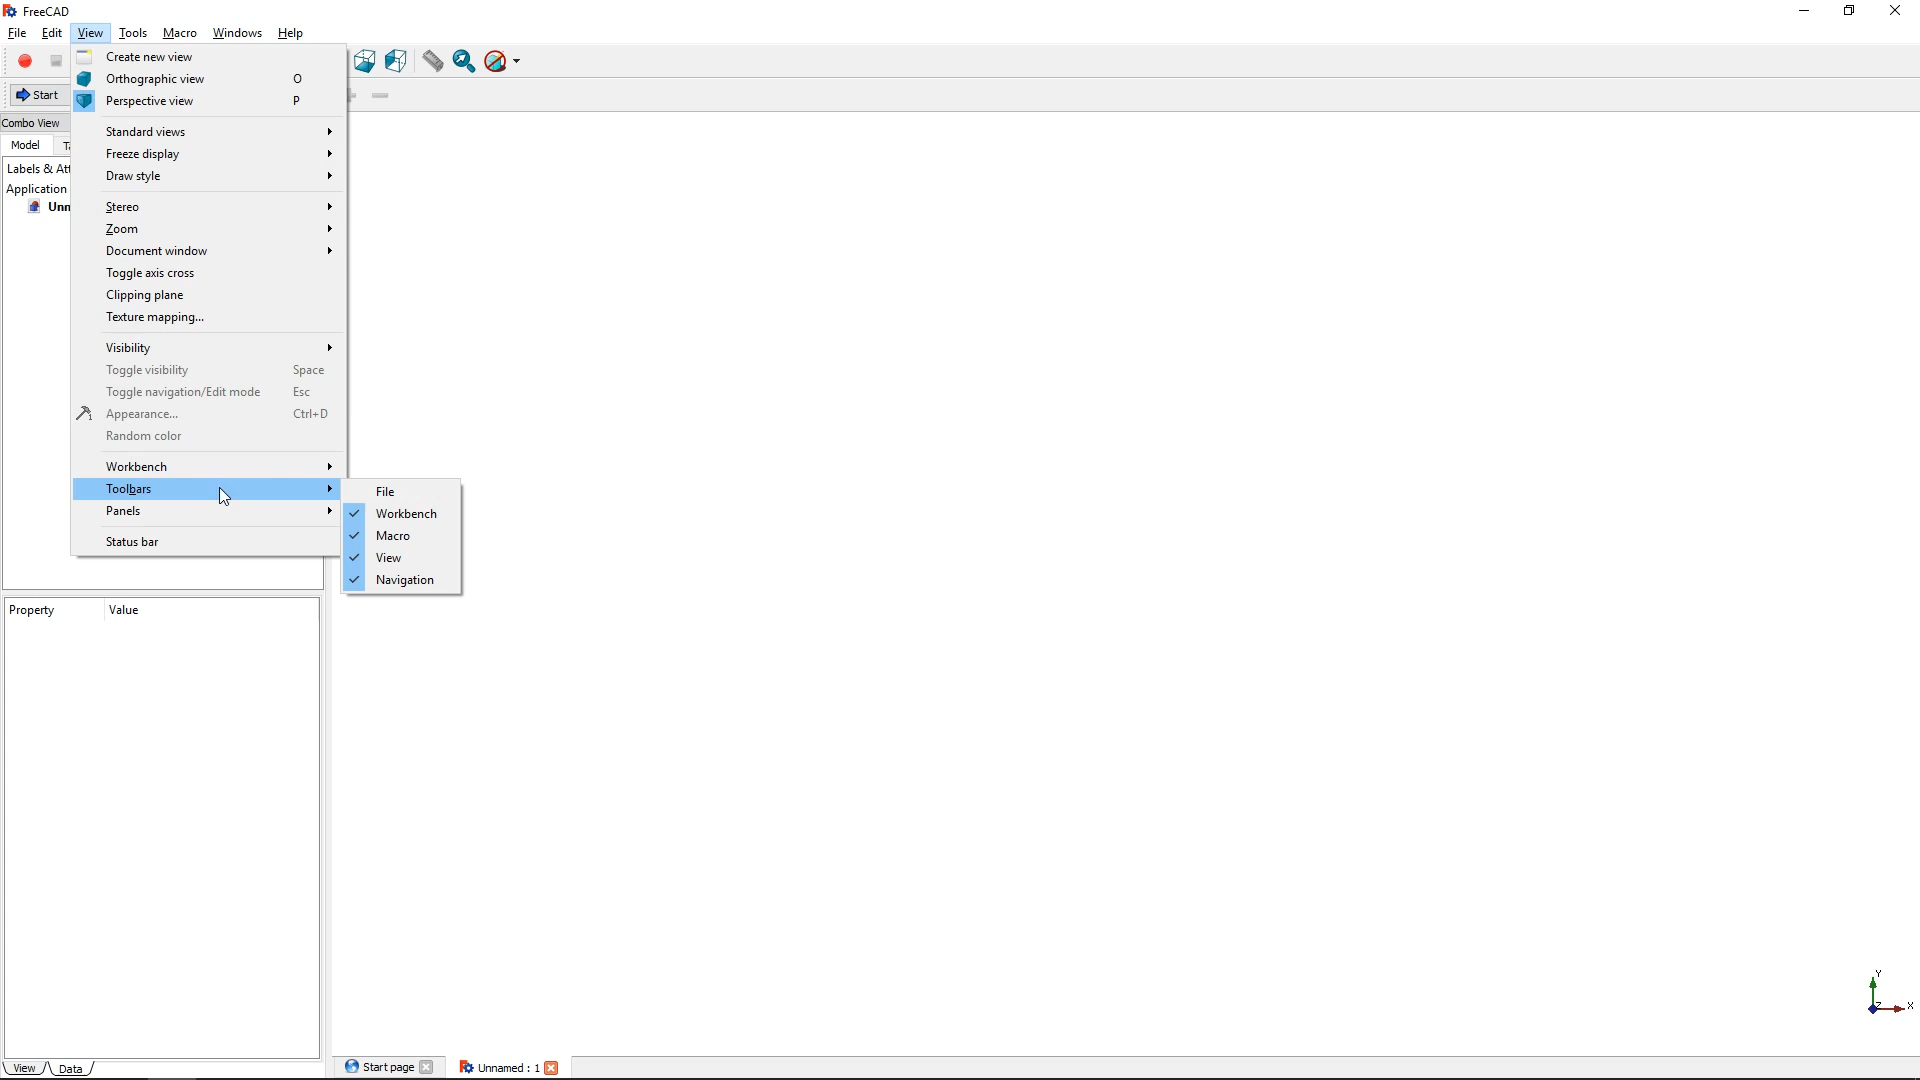 FreeCAD
File Edit View Tools Macro Windows Help
Create new view
Orthographic view O
Start
Perspective view P
Combo View
Standard views
Model
Freeze display
Labels & Att
Draw style
Application
Unn
Stereo
Zoom
Document window
Toggle axis cross
Clipping plane
Texture mapping...
Visibility
Toggle visibility Space
Toggle navigation/Edit mode Esc
Appearance... Ctrl+D
Random color
Workbench
Toolbars
Panels
Status bar
File
Workbench
Macro
View
Navigation
Property Value
Y
Z X
View Data
Start page Unnamed : 1